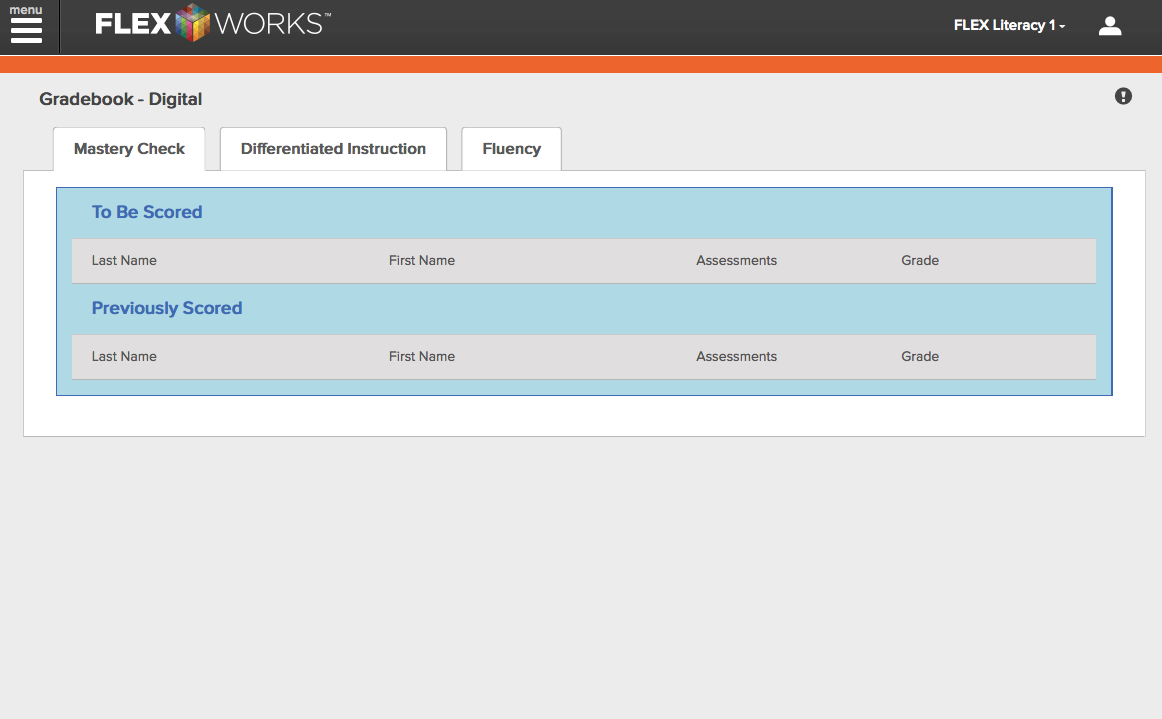 menu
FLEX WORKS™
FLEX Literacy 1
Gradebook - Digital
Mastery Check Differentiated Instruction Fluency
To Be Scored
Last Name First Name Assessments Grade
Previously Scored
Last Name First Name Assessments Grade